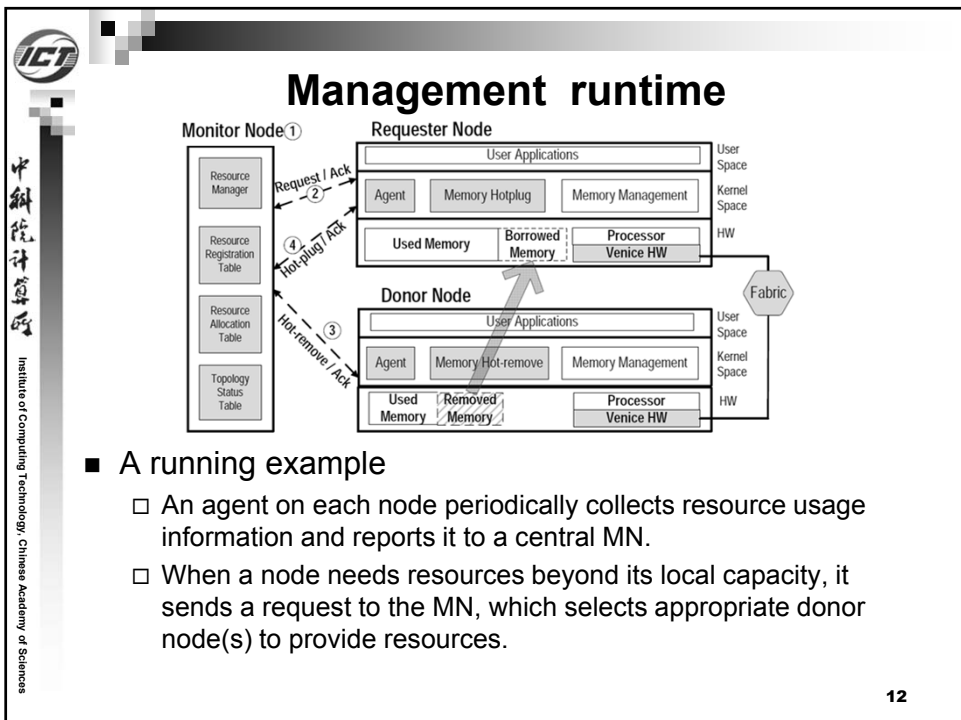 ICT
中科院计算所
Institute of Computing Technology, Chinese Academy of Sciences
Management runtime
Monitor Node①
Resource
Manager
Resource
Registration
Table
Resource
Allocation
Table
Topology
Status
Table
Request / Ack
②
④
Hot-plug / Ack
③
Hot-remove / Ack
Requester Node
User Applications
User
Space
Agent
Memory Hotplug
Memory Management
Kernel
Space
Used Memory
Borrowed
Memory
Processor
Venice HW
HW
Fabric
Donor Node
User Applications
User
Space
Agent
Memory Hot-remove
Memory Management
Kernel
Space
Used
Memory
Removed
Memory
Processor
Venice HW
HW
■ A running example
□ An agent on each node periodically collects resource usage
information and reports it to a central MN.
□ When a node needs resources beyond its local capacity, it
sends a request to the MN, which selects appropriate donor
node(s) to provide resources.
12